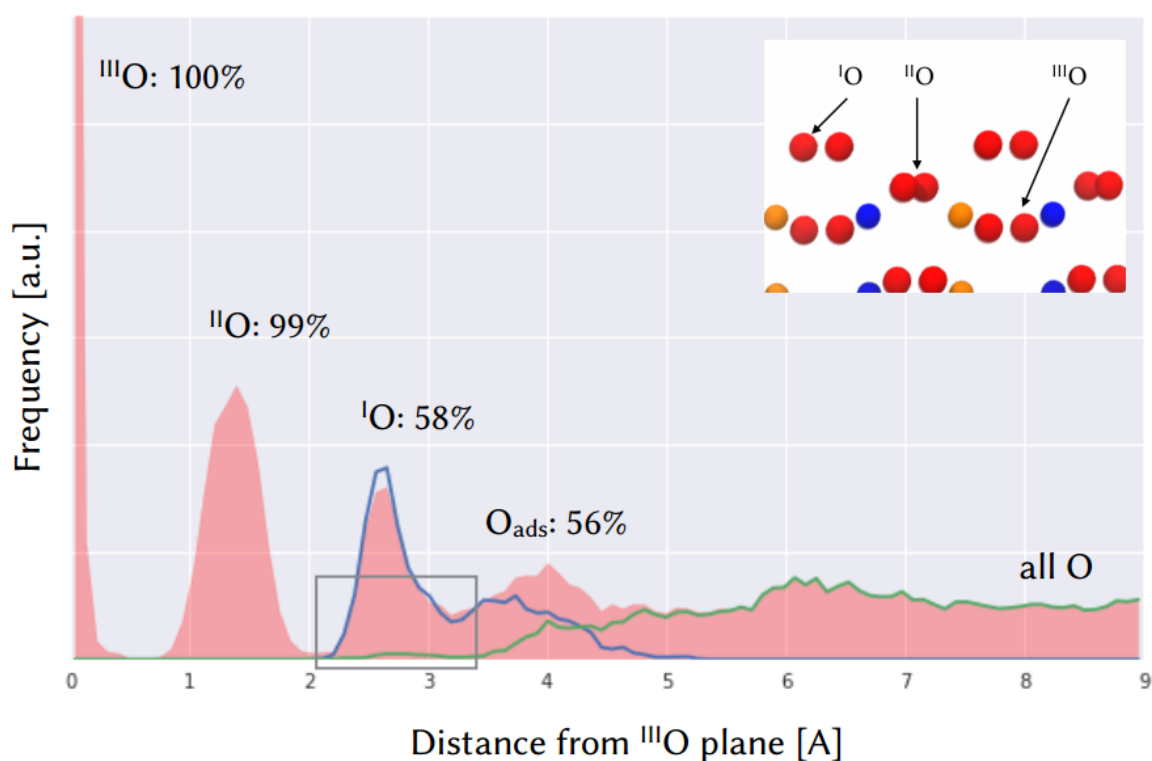 ᴵᴵᴵO: 100%
ᴵO ᴵᴵO ᴵᴵᴵO
ᴵᴵO: 99%
ᴵO: 58%
Oads: 56%
all O
Frequency [a.u.]
0 1 2 3 4 5 6 7 8 9
Distance from ᴵᴵᴵO plane [A]